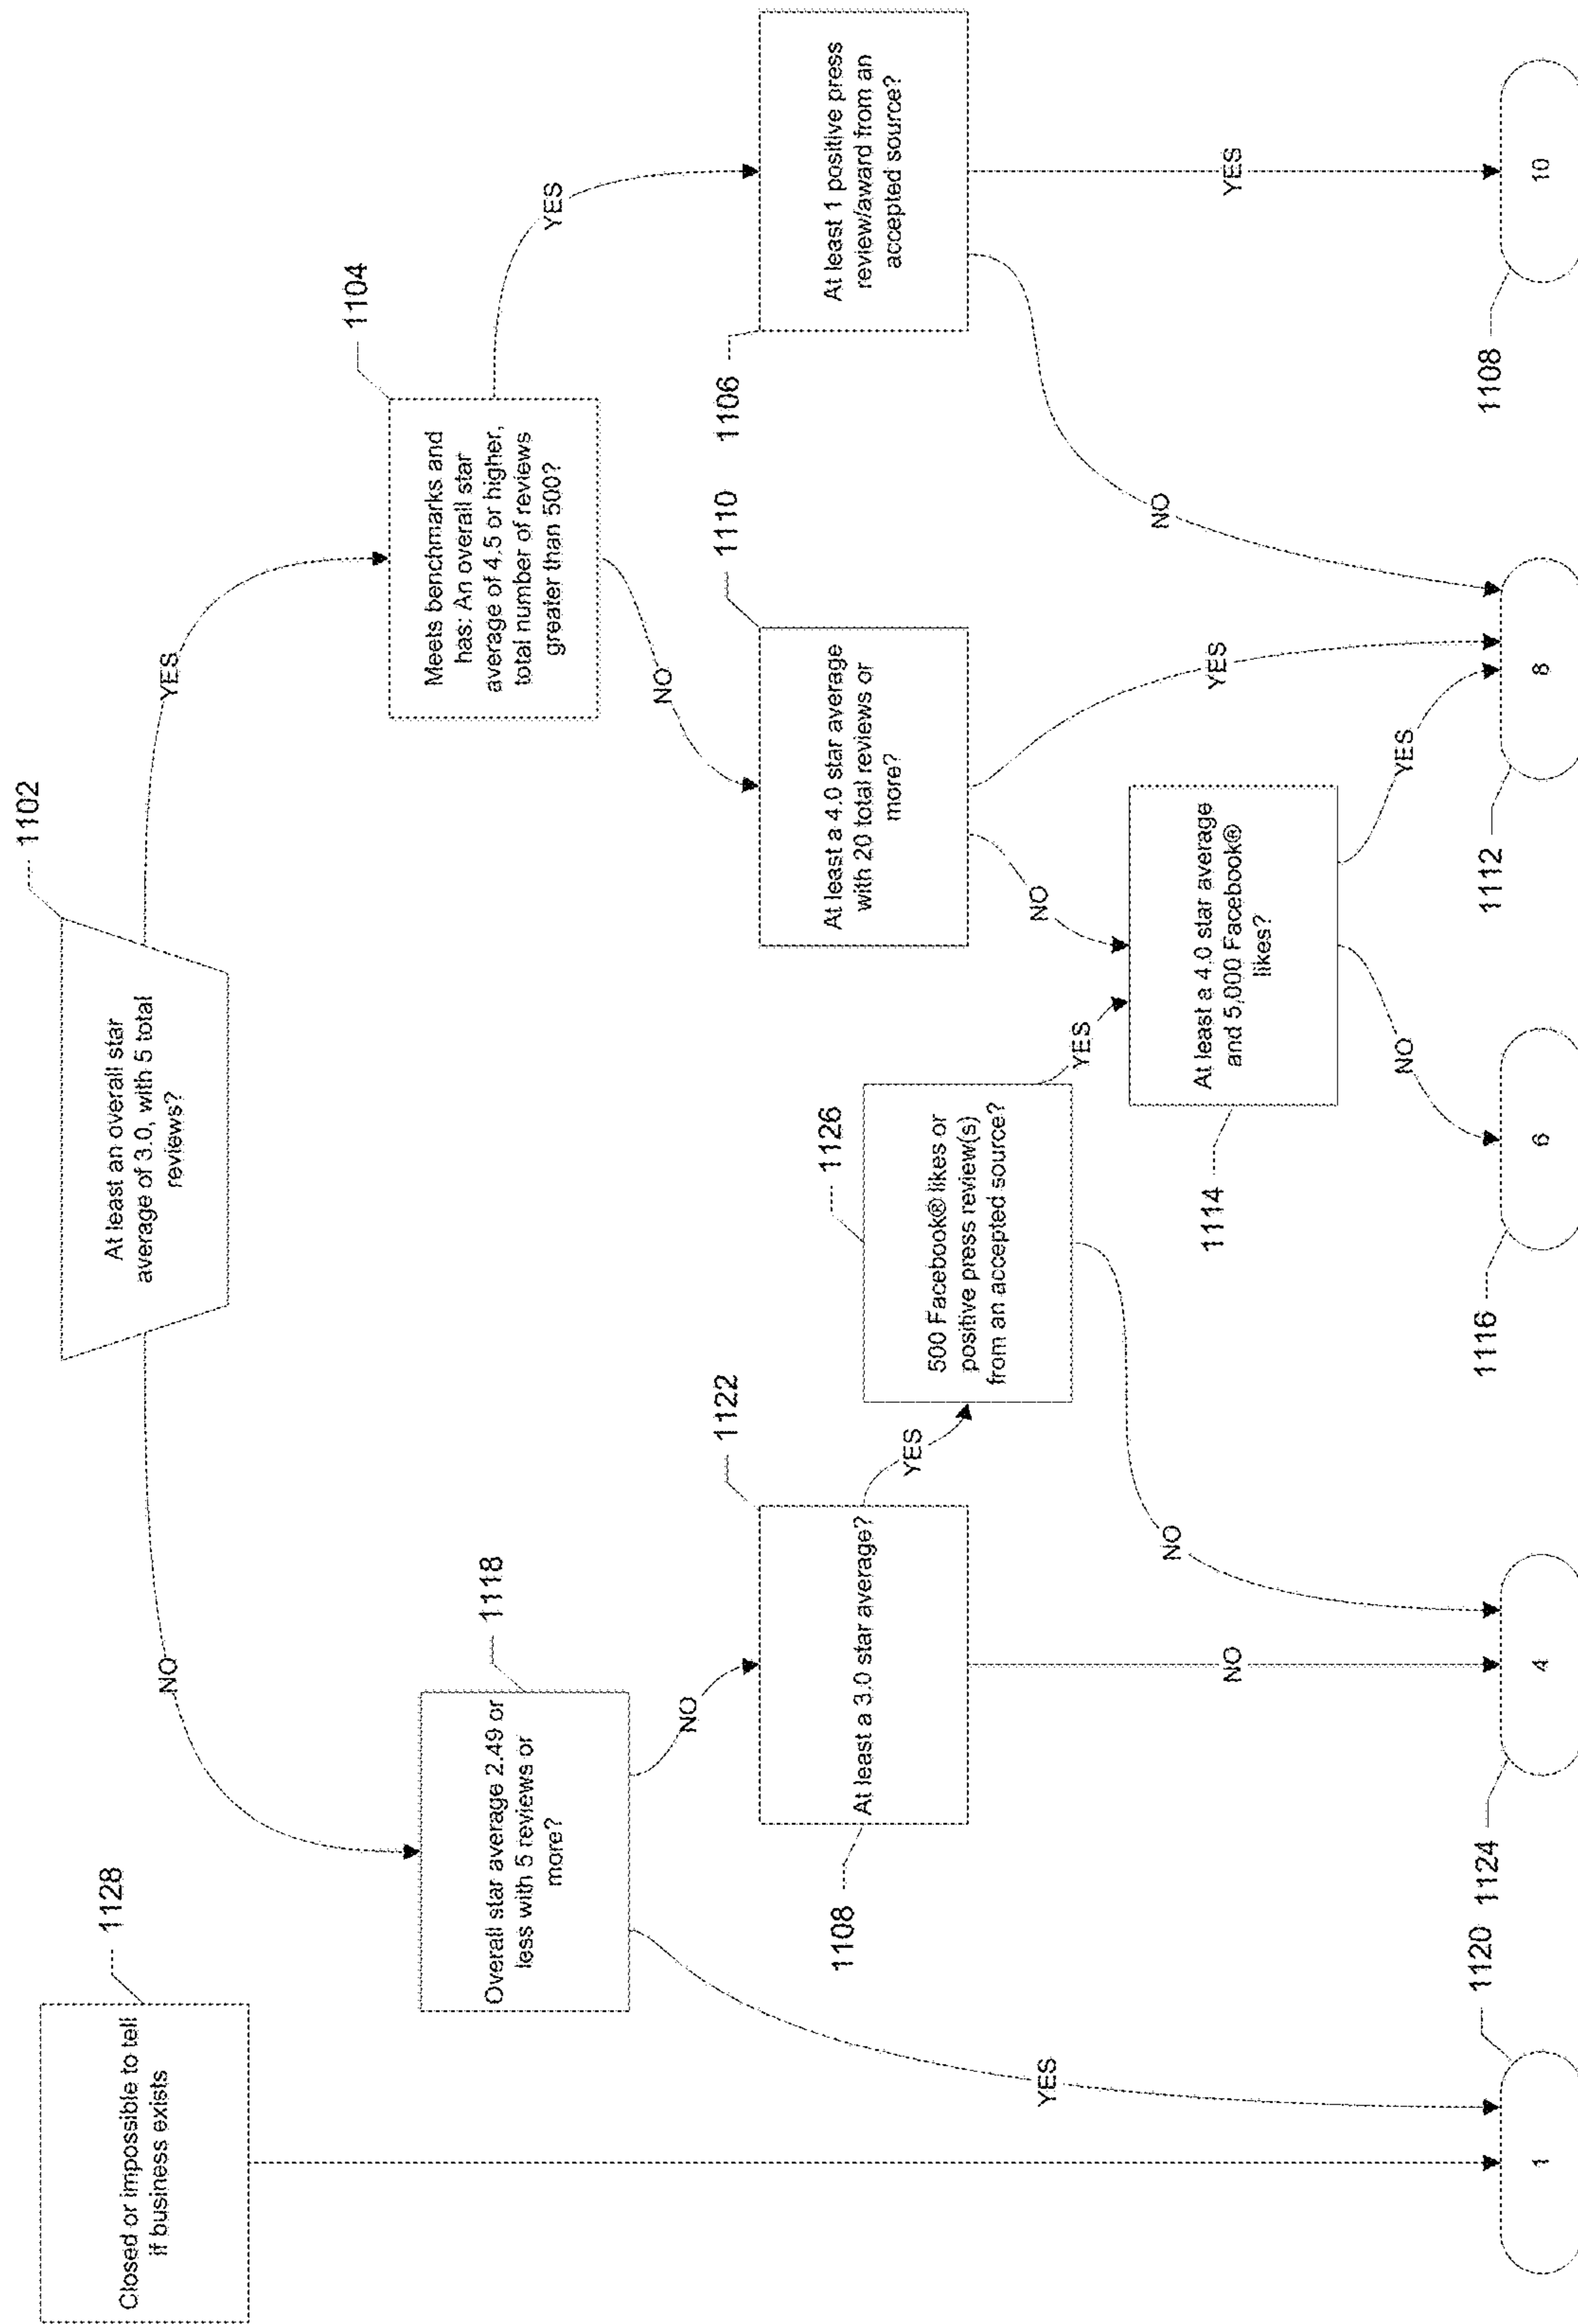 1102
At least an overall star
average of 3.0, with 5 total
reviews?
1128
Closed or impossible to tell
if business exists
NO
YES
1118
Overall star average 2.49 or
less with 5 reviews or
more?
1104
Meets benchmarks and
has: An overall star
average of 4.5 or higher,
total number of reviews
greater than 500?
NO
NO
YES
1122
At least a 3.0 star average?
1108
1110
At least a 4.0 star average
with 20 total reviews or
more?
1106
At least 1 positive press
review/award from an
accepted source?
YES
1126
500 Facebook® likes or
positive press review(s)
from an accepted source?
YES
NO
1114
At least a 4.0 star average
and 5,000 Facebook®
likes?
YES
NO
NO
YES
NO
NO
YES
YES
YES
1120
1
1124
4
1116
6
1112
8
1108
10